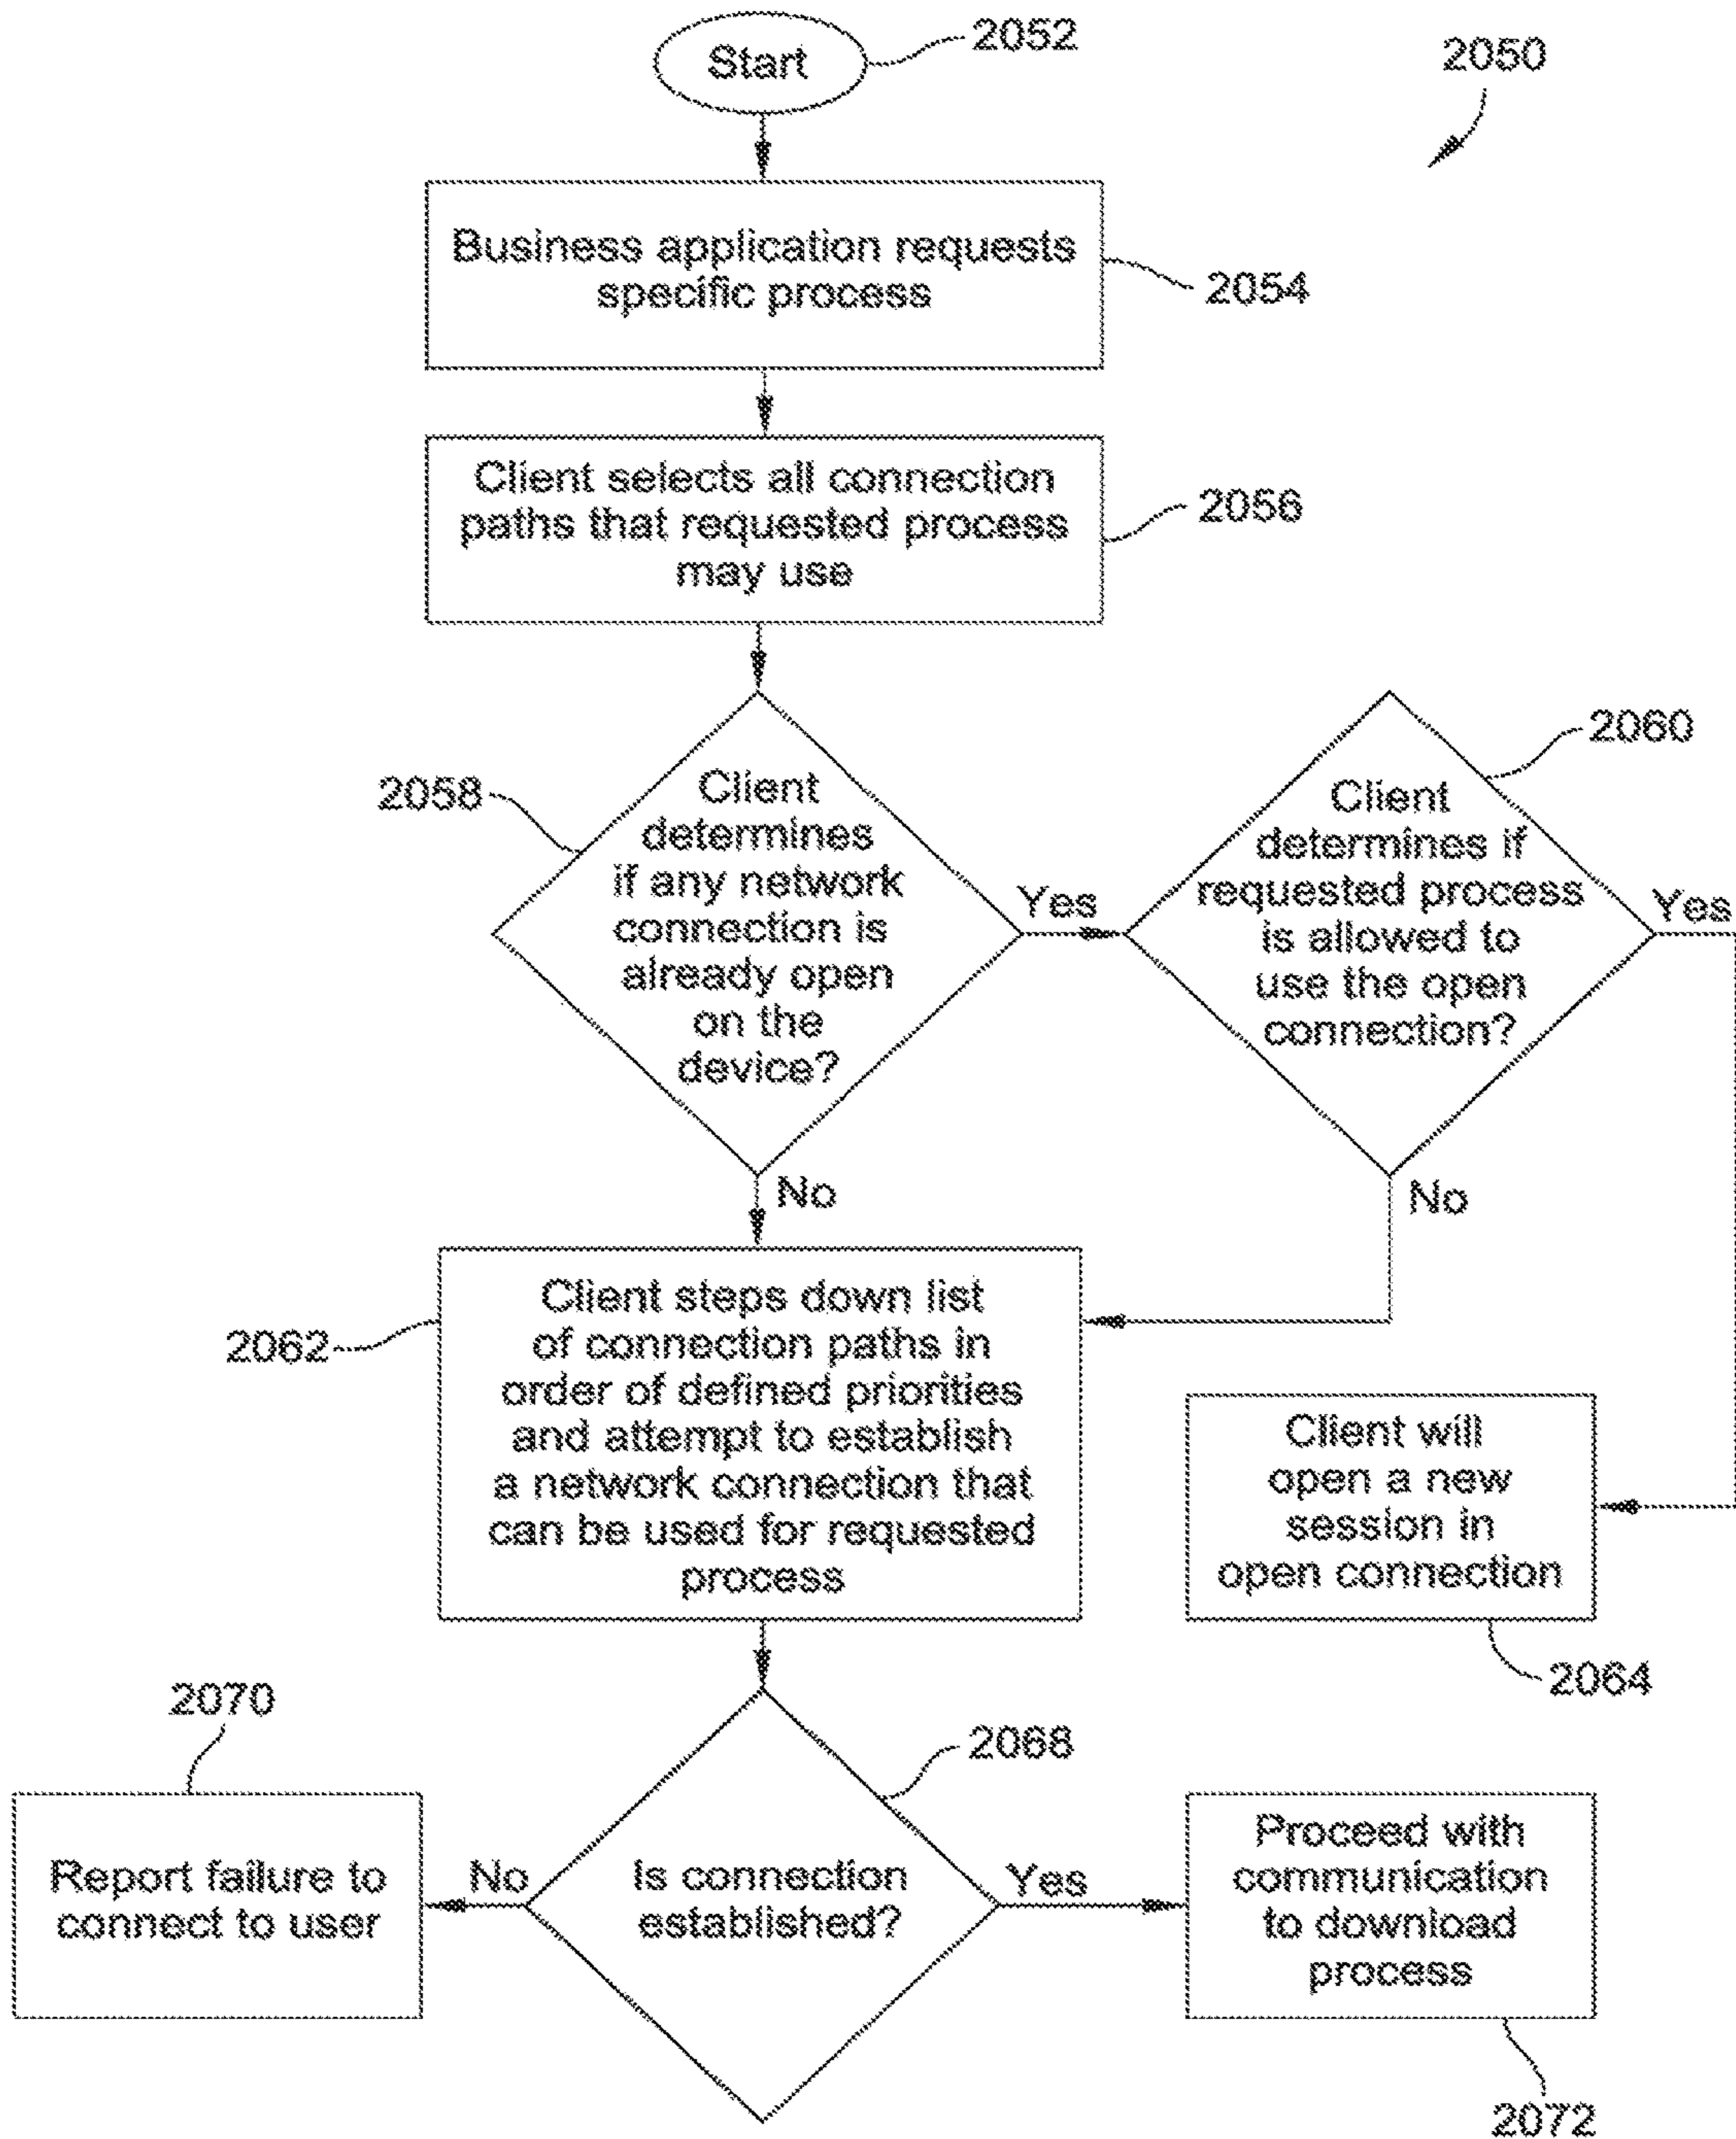 Start
2052
2050
Business application requests
specific process
2054
Client selects all connection
paths that requested process
may use
2056
2058
Client
determines
if any network
connection is
already open
on the
device?
Yes
No
2060
Client
determines if
requested process
is allowed to
use the open
connection?
Yes
No
2062
Client steps down list
of connection paths in
order of defined priorities
and attempt to establish
a network connection that
can be used for requested
process
Client will
open a new
session in
open connection
2064
2070
Report failure to
connect to user
No
2068
Is connection
established?
Yes
Proceed with
communication
to download
process
2072